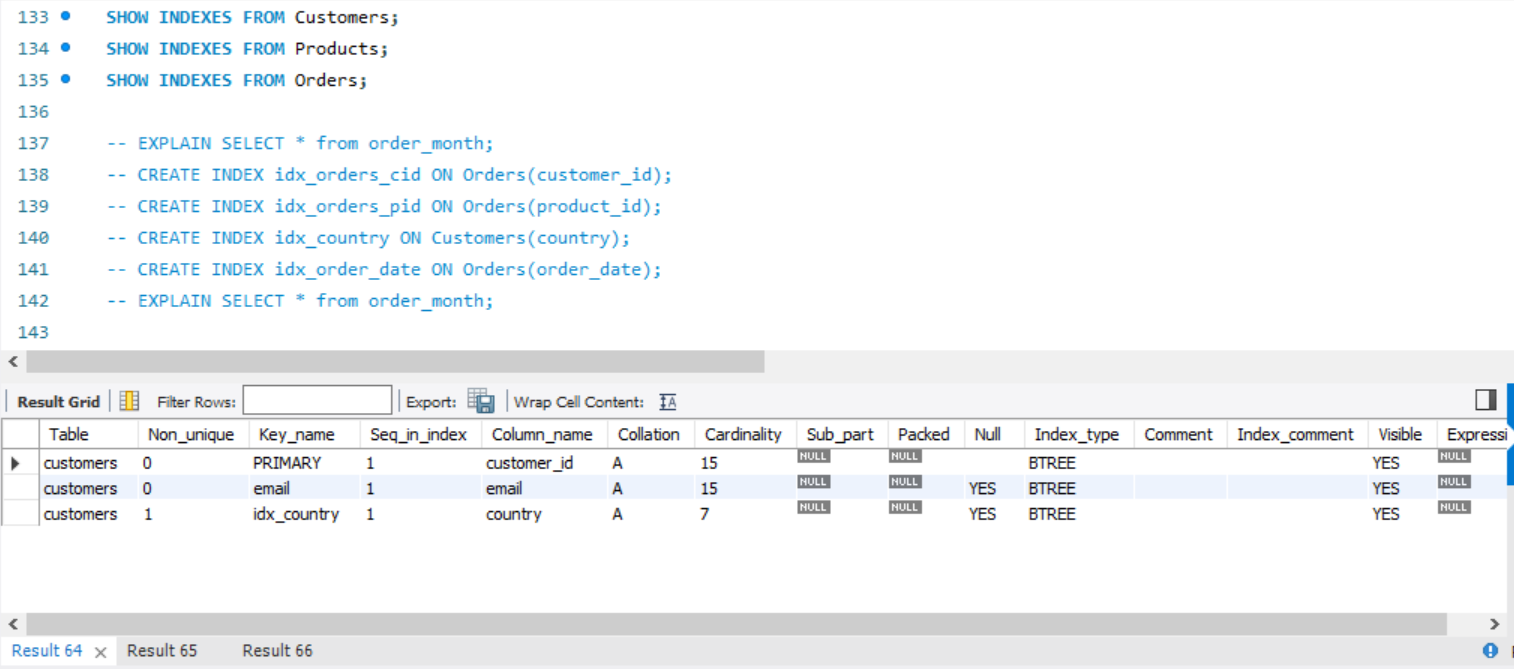 133 SHOW INDEXES FROM Customers;
134 SHOW INDEXES FROM Products;
135 SHOW INDEXES FROM Orders;
136
137 -- EXPLAIN SELECT * from order_month;
138 -- CREATE INDEX idx_orders_cid ON Orders(customer_id);
139 -- CREATE INDEX idx_orders_pid ON Orders(product_id);
140 -- CREATE INDEX idx_country ON Customers(country);
141 -- CREATE INDEX idx_order_date ON Orders(order_date);
142 -- EXPLAIN SELECT * from order_month;
143
Result Grid Filter Rows: Export: Wrap Cell Content: IA
Table Non_unique Key_name Seq_in_index Column_name Collation Cardinality Sub_part Packed Null Index_type Comment Index_comment Visible Expressi
customers 0 PRIMARY 1 customer_id A 15 NULL NULL BTREE YES NULL
customers 0 email 1 email A 15 NULL NULL YES BTREE YES NULL
customers 1 idx_country 1 country A 7 NULL NULL YES BTREE YES NULL
Result 64 Result 65 Result 66